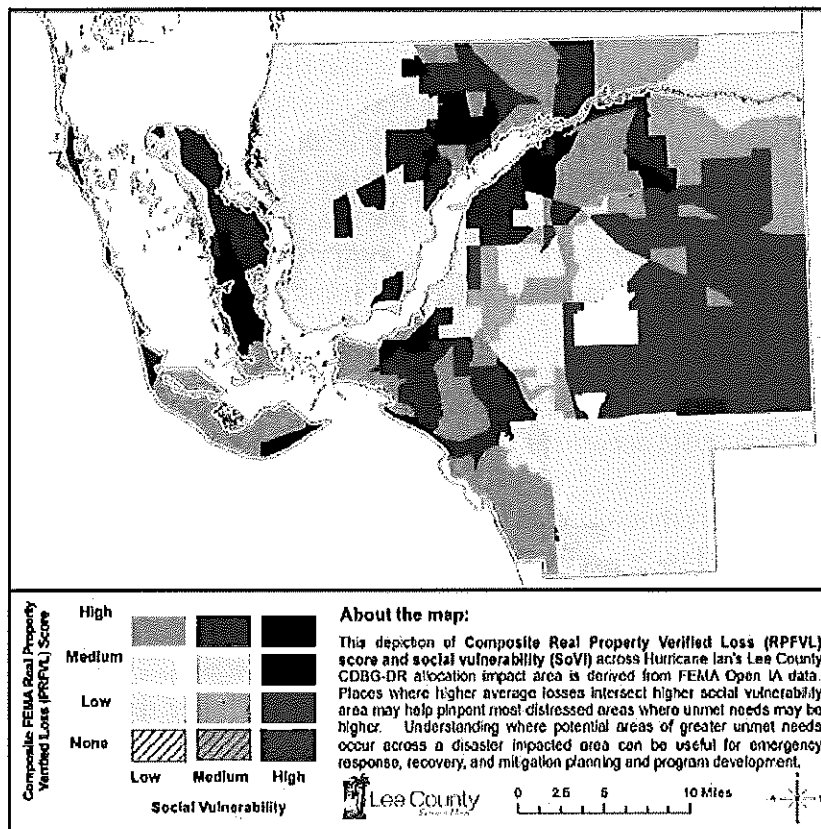 Composite FEMA Real Property
Verified Loss (PRFVL) Score
High
Medium
Low
None
Low Medium High
Social Vulnerability
About the map:
This depiction of Composite Real Property Verified Loss (RPFVL)
score and social vulnerability (SoVI) across Hurricane Ian's Lee County
CDBG-DR allocation impact area is derived from FEMA Open IA data.
Places where higher average losses intersect higher social vulnerability
area may help pinpont most distressed areas where unmet needs may be
higher. Understanding where potential areas of greater unmet needs
occur across a disaster impacted area can be useful for emergency
response, recovery, and mitigation planning and program development.
Lee County
0 2.5 5 10 Miles